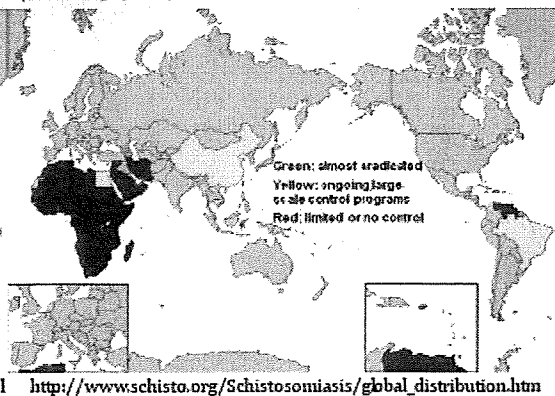 Green: almost eradicated
Yellow: ongoing large-
scale control programs
Red: limited or no control
1 http://www.schisto.org/Schistosomiasis/global_distribution.htm